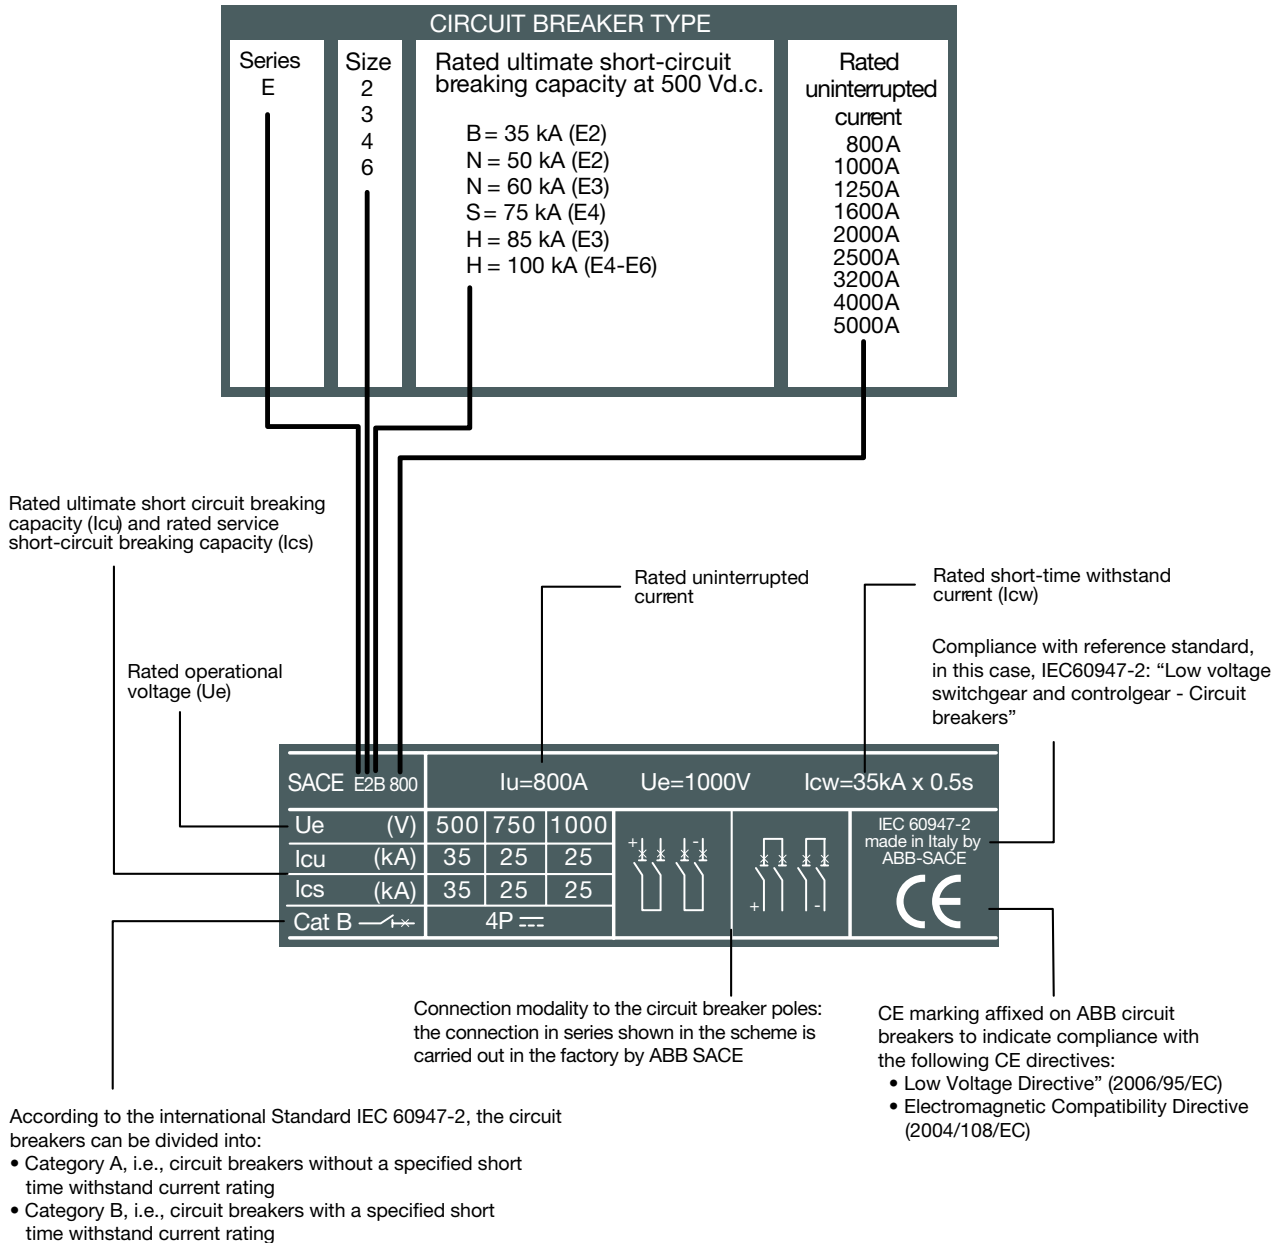 CIRCUIT BREAKER TYPE
Series
E
Size
2
3
4
6
Rated ultimate short-circuit
breaking capacity at 500 Vd.c.
B = 35 kA (E2)
N = 50 kA (E2)
N = 60 kA (E3)
S = 75 kA (E4)
H = 85 kA (E3)
H = 100 kA (E4-E6)
Rated
uninterrupted
current
800A
1000A
1250A
1600A
2000A
2500A
3200A
4000A
5000A
Rated ultimate short circuit breaking
capacity (Icu) and rated service
short-circuit breaking capacity (Ics)
Rated uninterrupted
current
Rated short-time withstand
current (Icw)
Compliance with reference standard,
in this case, IEC60947-2: “Low voltage
switchgear and controlgear - Circuit
breakers”
Rated operational
voltage (Ue)
SACE E2B 800 Iu=800A Ue=1000V Icw=35kA x 0.5s
Ue (V) 500 750 1000
Icu (kA) 35 25 25
Ics (kA) 35 25 25
Cat B 4P
+ -
+ -
IEC 60947-2
made in Italy by
ABB-SACE
CE
Connection modality to the circuit breaker poles:
the connection in series shown in the scheme is
carried out in the factory by ABB SACE
CE marking affixed on ABB circuit
breakers to indicate compliance with
the following CE directives:
• Low Voltage Directive” (2006/95/EC)
• Electromagnetic Compatibility Directive
(2004/108/EC)
According to the international Standard IEC 60947-2, the circuit
breakers can be divided into:
• Category A, i.e., circuit breakers without a specified short
time withstand current rating
• Category B, i.e., circuit breakers with a specified short
time withstand current rating